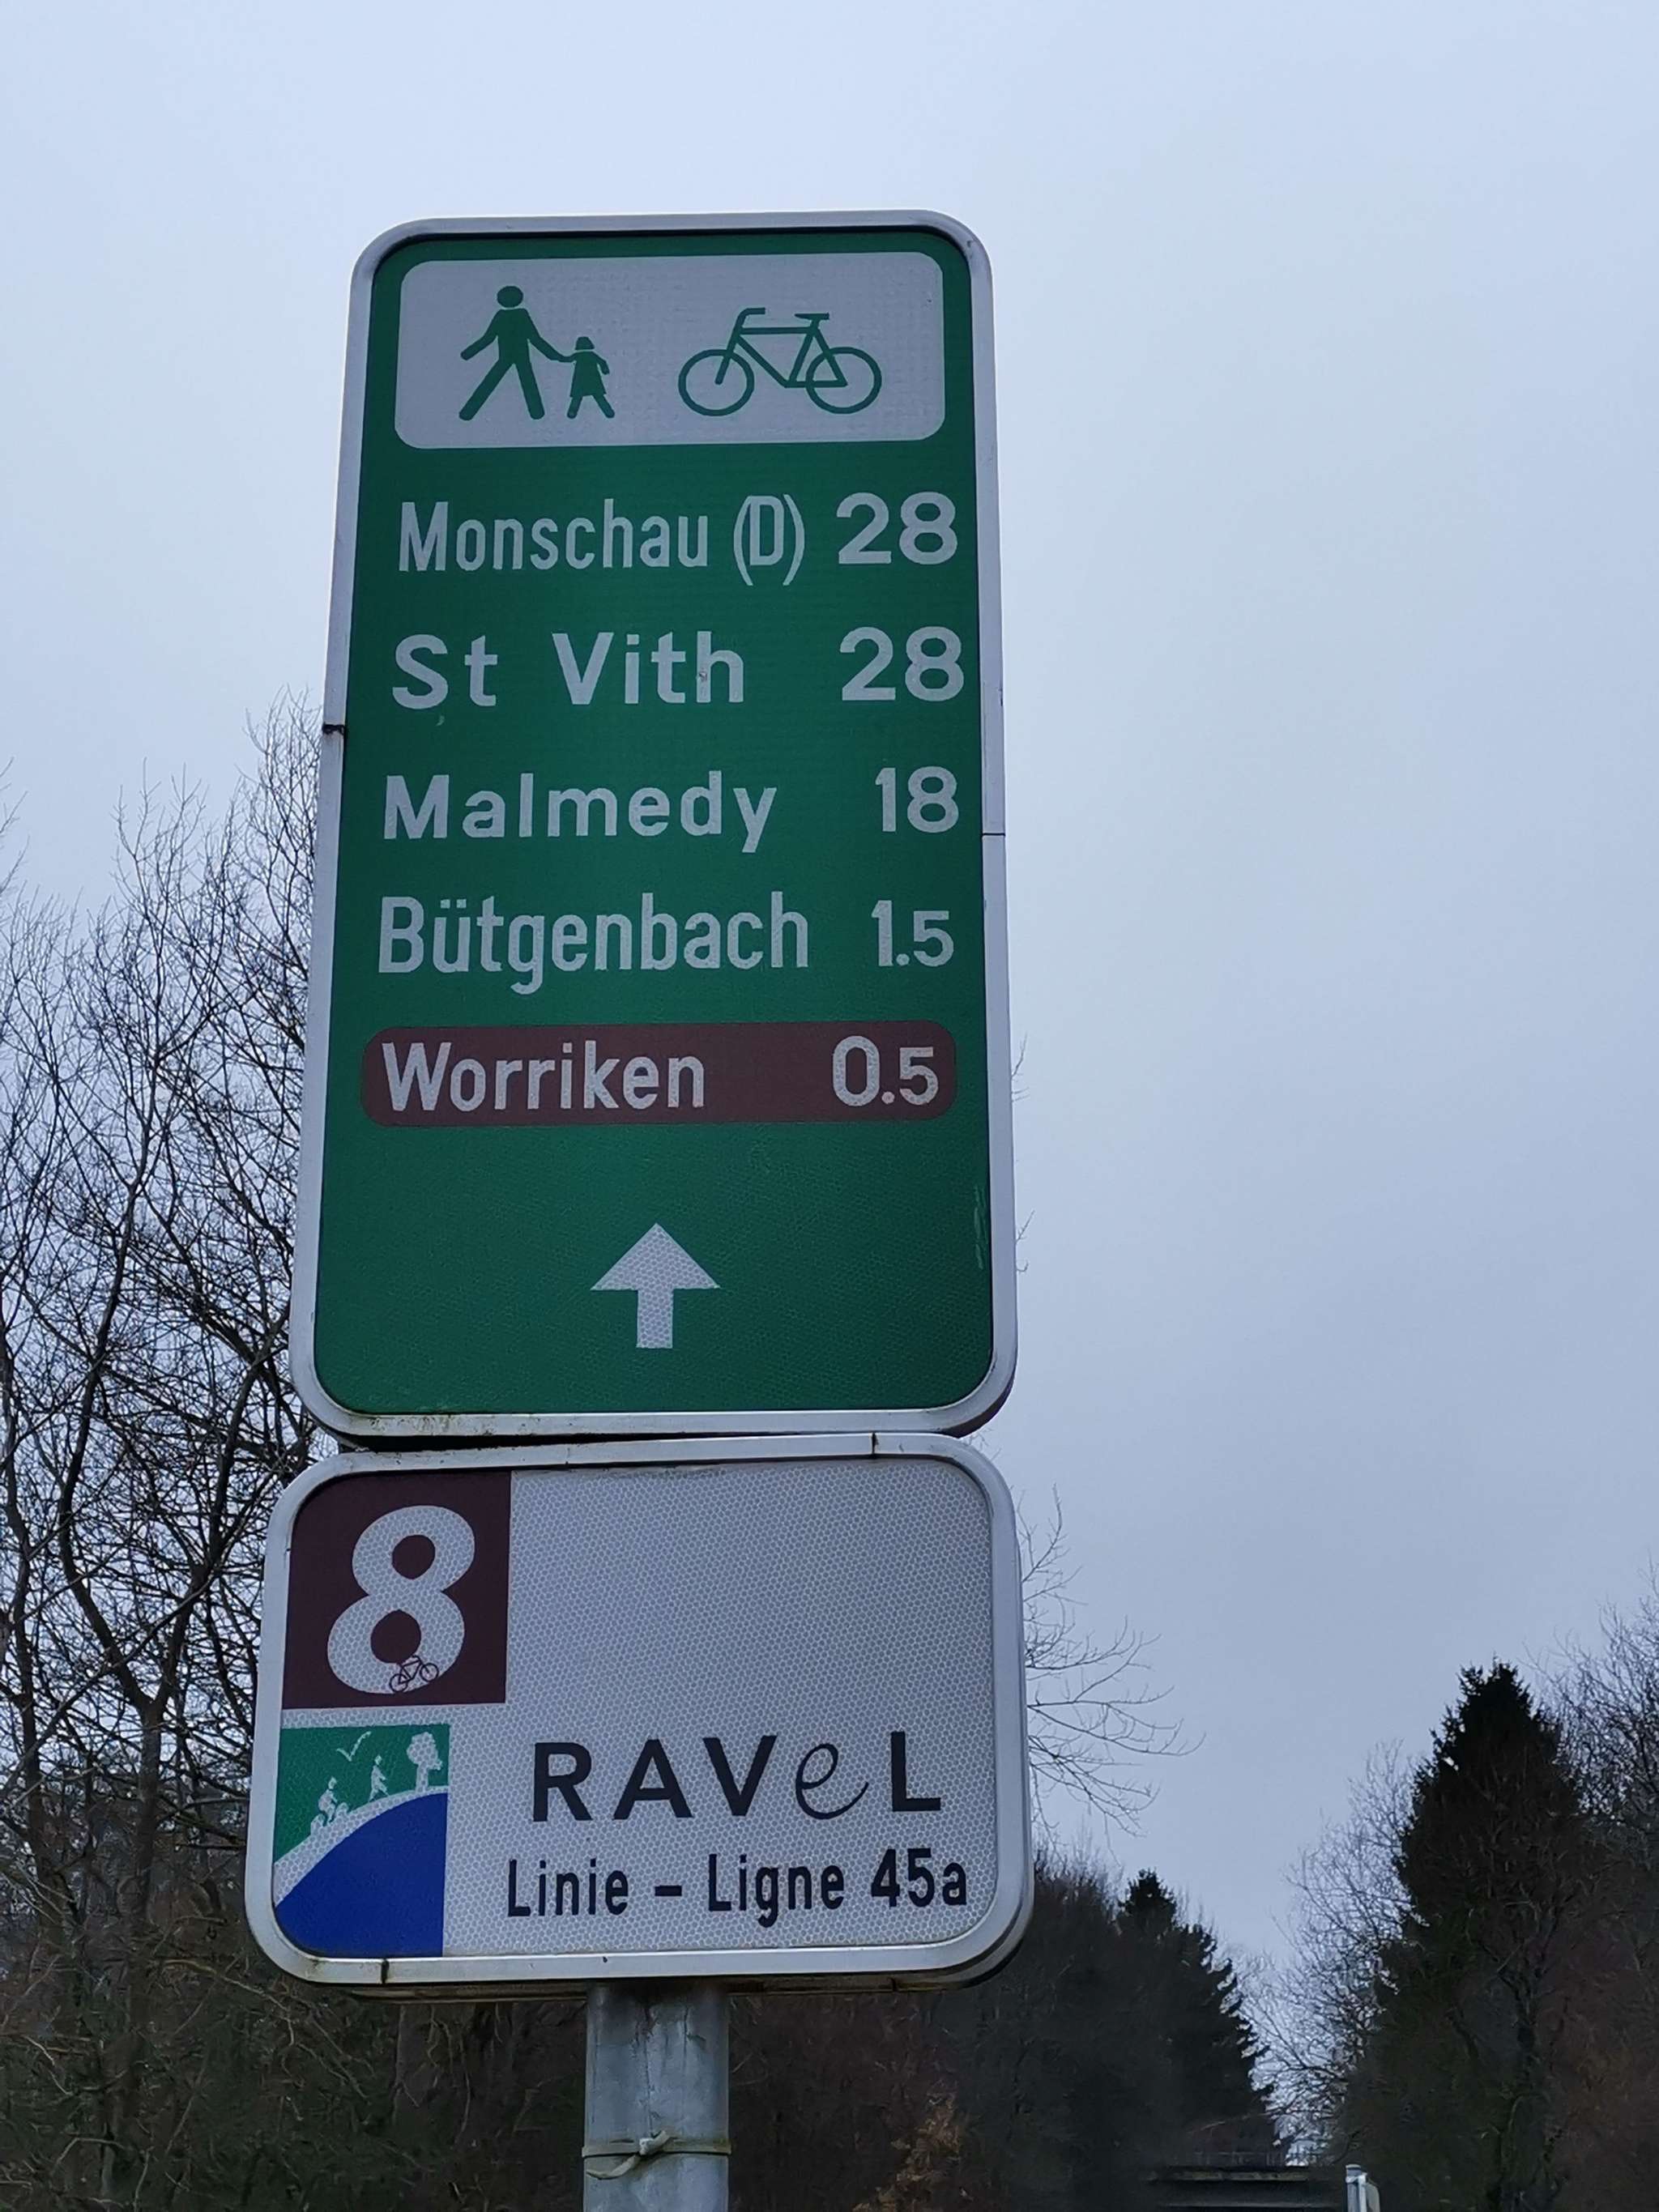 Monschau (D) 28
St Vith 28
Malmedy 18
Bütgenbach 1.5
Worriken 0.5
8
RAVeL
Linie - Ligne 45a